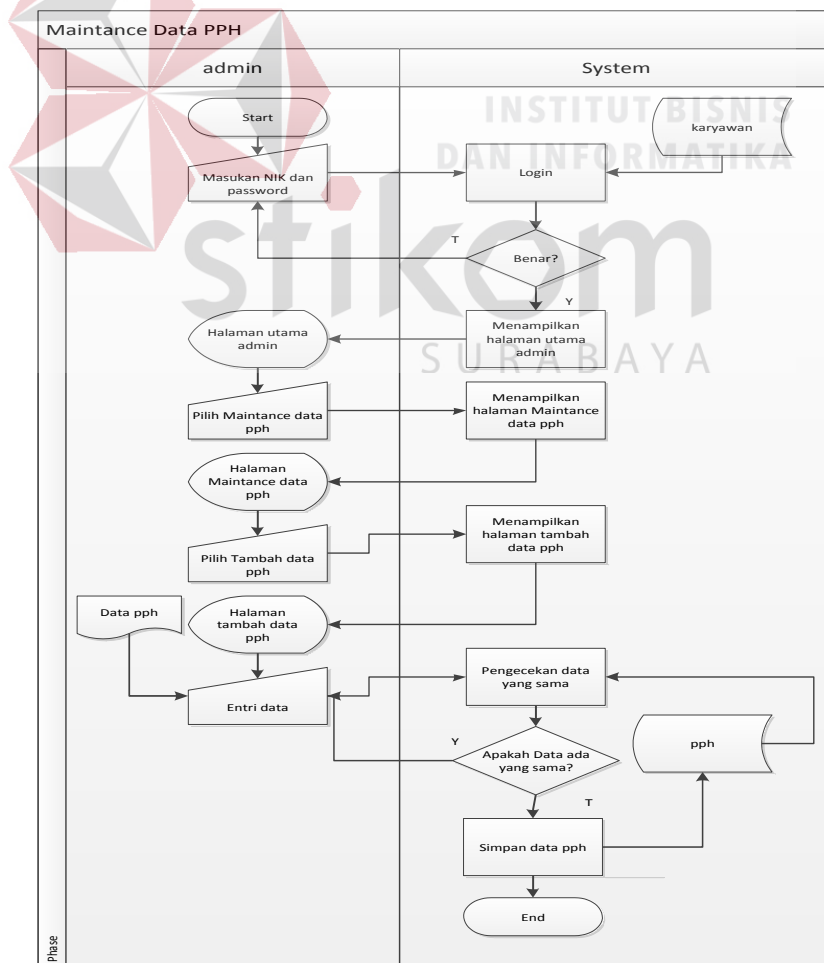 Maintance Data PPH
admin
System
INSTITUT BISNIS
DAN INFORMATIKA
stikom
SURABAYA
Start
karyawan
Masukan NIK dan
password
Login
T
Benar?
Y
Halaman utama
admin
Menampilkan
halaman utama
admin
Pilih Maintance data
pph
Menampilkan
halaman Maintance
data pph
Halaman
Maintance data
pph
Pilih Tambah data
pph
Menampilkan
halaman tambah
data pph
Data pph
Halaman
tambah data
pph
Entri data
Pengecekan data
yang sama
Y
Apakah Data ada
yang sama?
pph
T
Simpan data pph
End
Phase